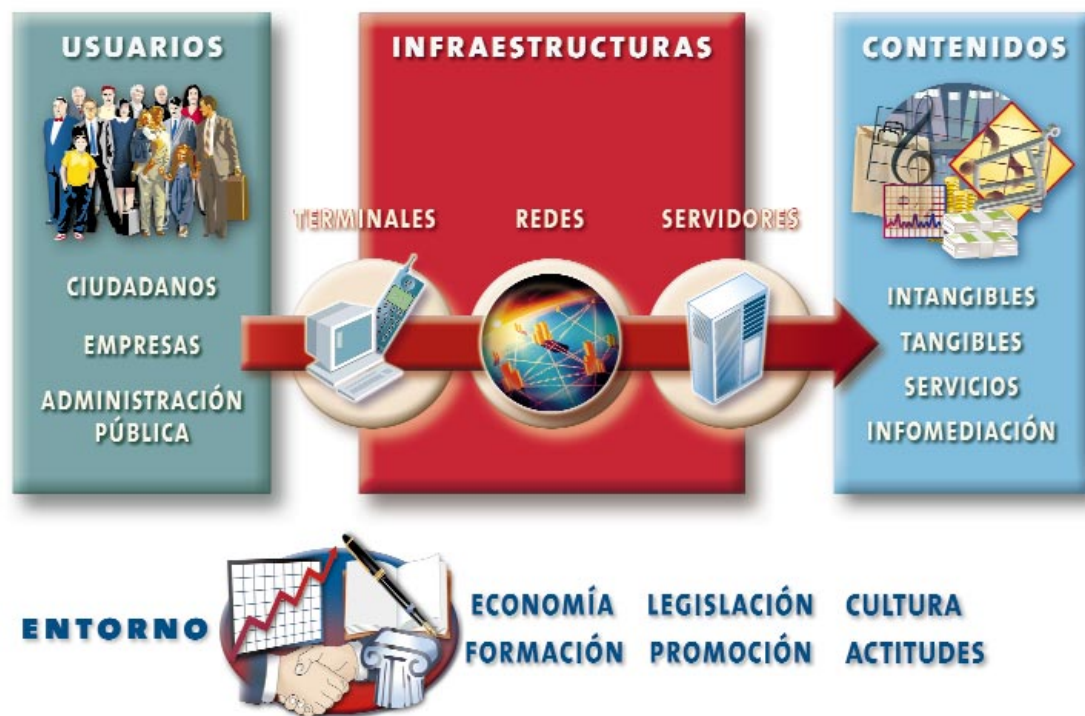 USUARIOS
CIUDADANOS
EMPRESAS
ADMINISTRACIÓN
PÚBLICA
INFRAESTRUCTURAS
TERMINALES REDES SERVIDORES
CONTENIDOS
INTANGIBLES
TANGIBLES
SERVICIOS
INFOMEDIACIÓN
ENTORNO
ECONOMÍA LEGISLACIÓN CULTURA
FORMACIÓN PROMOCIÓN ACTITUDES